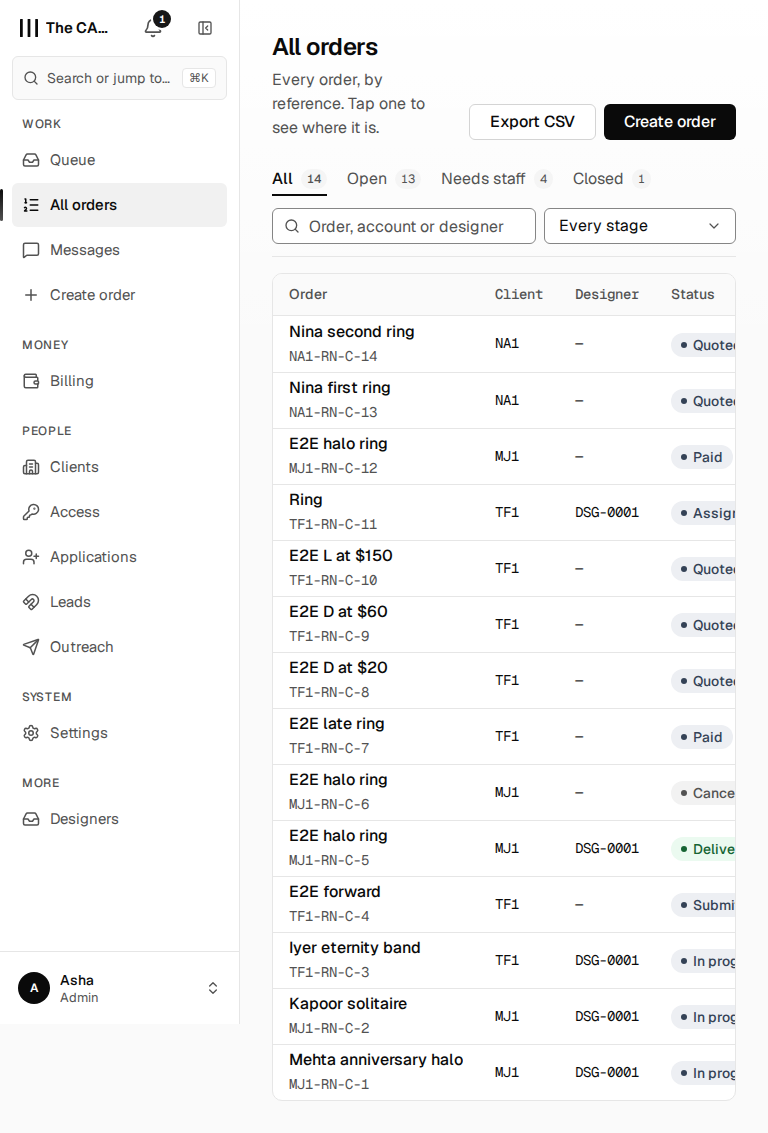 The CA...
1
Search or jump to... ⌘K
WORK
Queue
All orders
Messages
Create order
MONEY
Billing
PEOPLE
Clients
Access
Applications
Leads
Outreach
SYSTEM
Settings
MORE
Designers
A
Asha
Admin
All orders
Every order, by
reference. Tap one to
see where it is.
Export CSV
Create order
All 14 Open 13 Needs staff 4 Closed 1
Order, account or designer
Every stage
Order Client Designer Status
Nina second ring
NA1-RN-C-14
NA1 — Quoted
Nina first ring
NA1-RN-C-13
NA1 — Quoted
E2E halo ring
MJ1-RN-C-12
MJ1 — Paid
Ring
TF1-RN-C-11
TF1 DSG-0001 Assign
E2E L at $150
TF1-RN-C-10
TF1 — Quoted
E2E D at $60
TF1-RN-C-9
TF1 — Quoted
E2E D at $20
TF1-RN-C-8
TF1 — Quoted
E2E late ring
TF1-RN-C-7
TF1 — Paid
E2E halo ring
MJ1-RN-C-6
MJ1 — Cance
E2E halo ring
MJ1-RN-C-5
MJ1 DSG-0001 Delive
E2E forward
TF1-RN-C-4
TF1 — Submi
Iyer eternity band
TF1-RN-C-3
TF1 DSG-0001 In prog
Kapoor solitaire
MJ1-RN-C-2
MJ1 DSG-0001 In prog
Mehta anniversary halo
MJ1-RN-C-1
MJ1 DSG-0001 In prog